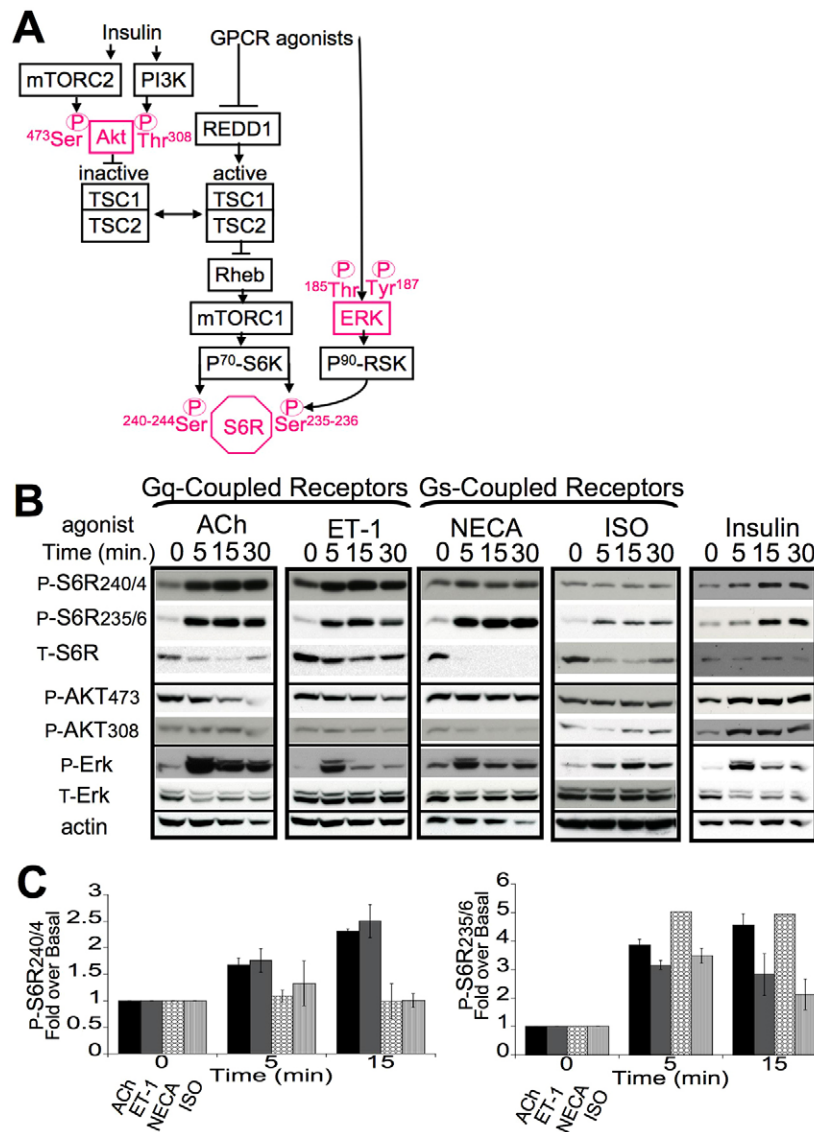 A
Insulin
GPCR agonists
mTORC2
PI3K
P
P
473Ser
Akt
Thr308
REDD1
inactive
active
TSC1
TSC1
TSC2
TSC2
Rheb
P
P
185Thr
Tyr187
mTORC1
ERK
P70-S6K
P90-RSK
P
P
240-244Ser
S6R
Ser235-236
B
Gq-Coupled Receptors
Gs-Coupled Receptors
agonist
ACh
ET-1
NECA
ISO
Insulin
Time (min.)
0 5 15 30
0 5 15 30
0 5 15 30
0 5 15 30
0 5 15 30
P-S6R240/4
P-S6R235/6
T-S6R
P-AKT473
P-AKT308
P-Erk
T-Erk
actin
C
P-S6R240/4
Fold over Basal
3
2.5
2
1.5
1
0.5
0
0
5
15
Time (min)
ACh
ET-1
NECA
ISO
P-S6R235/6
Fold over Basal
6
5
4
3
2
1
0
0
5
15
Time (min)
ACh
ET-1
NECA
ISO